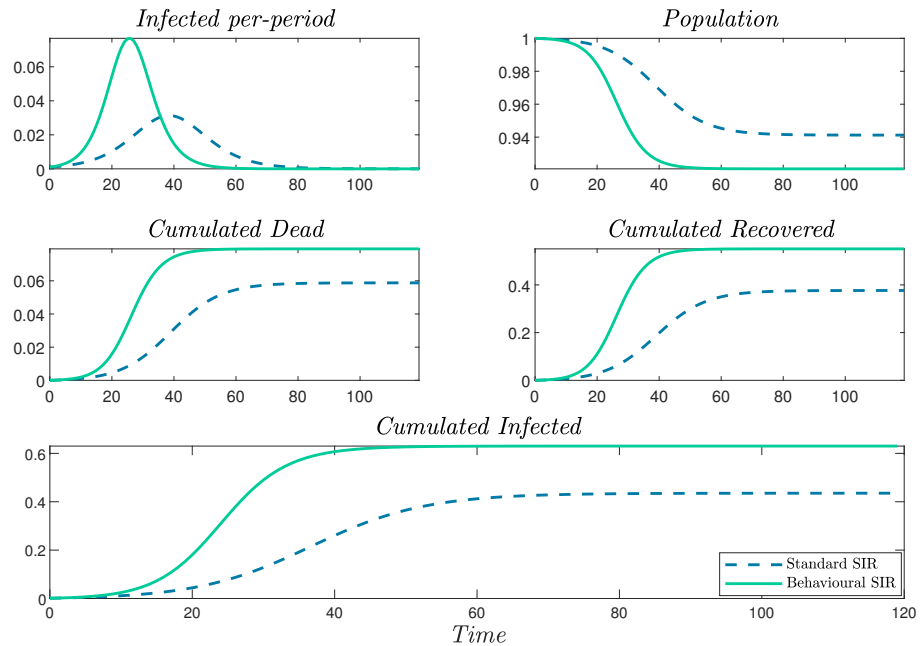 Infected per-period
0.06
0.04
0.02
0
0 20 40 60 80 100
Population
1
0.98
0.96
0.94
0 20 40 60 80 100
Cumulated Dead
0.06
0.04
0.02
0
0 20 40 60 80 100
Cumulated Recovered
0.4
0.2
0
0 20 40 60 80 100
Cumulated Infected
0.6
0.4
0.2
0
Standard SIR
Behavioural SIR
0 20 40 60 80 100 120
Time